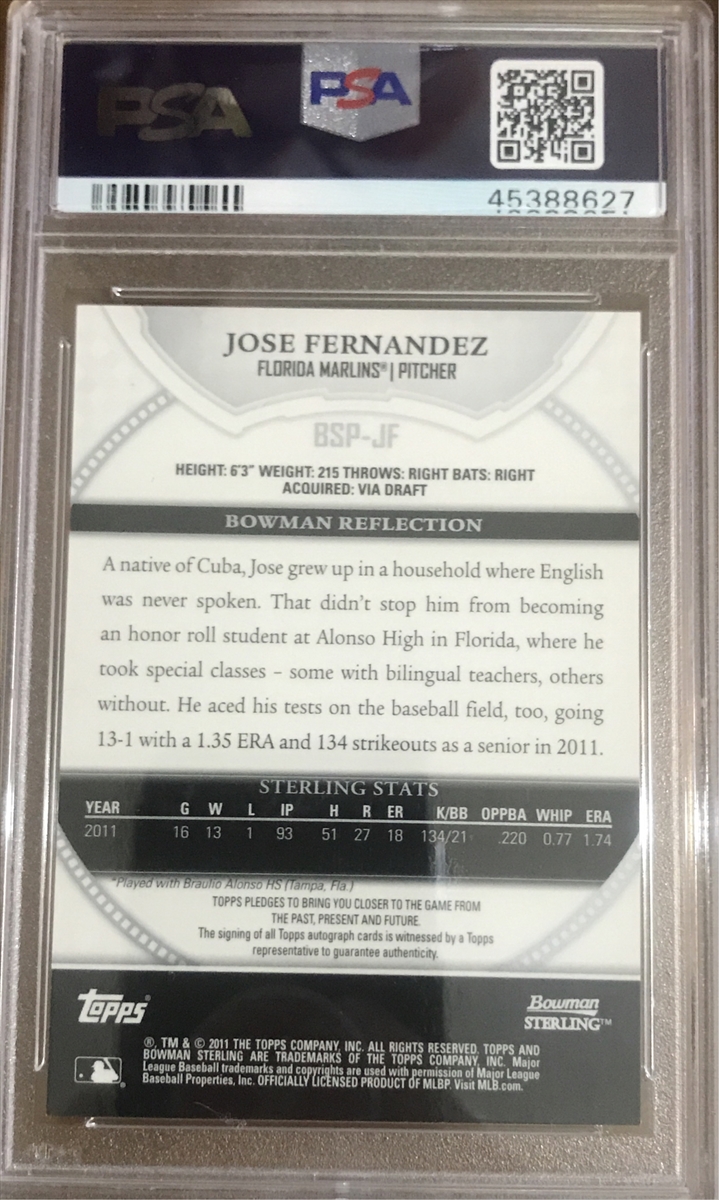 PSA
PSA
45388627
JOSE FERNANDEZ
FLORIDA MARLINS® | PITCHER
BSP-JF
HEIGHT: 6'3" WEIGHT: 215 THROWS: RIGHT BATS: RIGHT
ACQUIRED: VIA DRAFT
BOWMAN REFLECTION
A native of Cuba, Jose grew up in a household where English
was never spoken. That didn't stop him from becoming
an honor roll student at Alonso High in Florida, where he
took special classes – some with bilingual teachers, others
without. He aced his tests on the baseball field, too, going
13-1 with a 1.35 ERA and 134 strikeouts as a senior in 2011.
STERLING STATS
YEAR G W L IP H R ER K/BB OPPBA WHIP ERA
2011 16 13 1 93 51 27 18 134/21 .220 0.77 1.74
*Played with Braulio Alonso HS (Tampa, Fla.)
TOPPS PLEDGES TO BRING YOU CLOSER TO THE GAME FROM
THE PAST, PRESENT AND FUTURE.
The signing of all Topps autograph cards is witnessed by a Topps
representative to guarantee authenticity.
Topps®
Bowman
STERLING™
®, TM & © 2011 THE TOPPS COMPANY, INC. ALL RIGHTS RESERVED. TOPPS AND
BOWMAN STERLING ARE TRADEMARKS OF THE TOPPS COMPANY, INC. Major
League Baseball trademarks and copyrights are used with permission of Major League
Baseball Properties, Inc. OFFICIALLY LICENSED PRODUCT OF MLBP. Visit MLB.com.